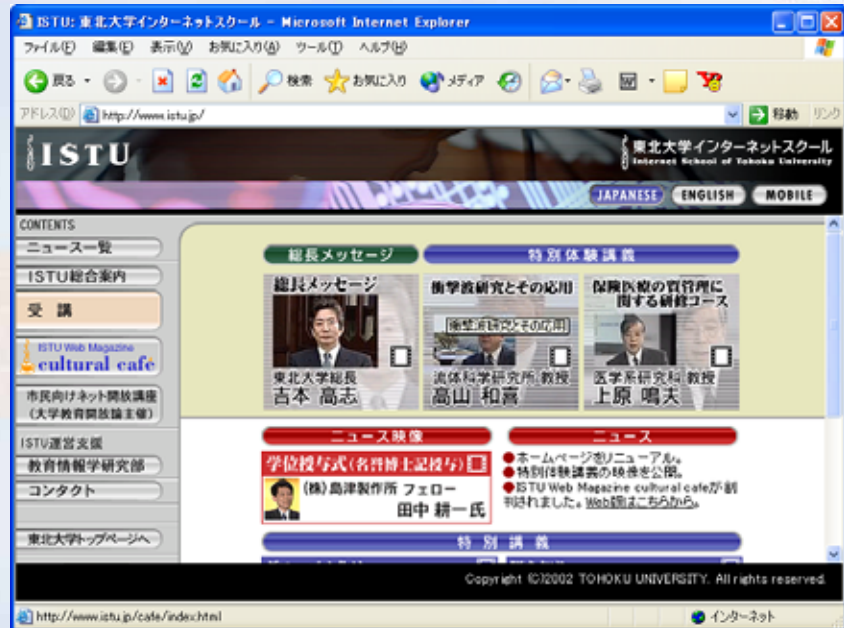 ISTU: 東北大学インターネットスクール - Microsoft Internet Explorer
ファイル(F) 編集(E) 表示(V) お気に入り(A) ツール(T) ヘルプ(H)
戻る 検索 お気に入り メディア
アドレス(D) http://www.istu.jp/ 移動 リンク
ISTU
東北大学インターネットスクール
Internet School of Tohoku University
JAPANESE ENGLISH MOBILE
CONTENTS
ニュース一覧
ISTU総合案内
受 講
ISTU Web Magazine
cultural cafe
市民向けネット開放講座
(大学教育開放論主催)
ISTU運営支援
教育情報学研究部
コンタクト
東北大学トップページへ
総長メッセージ
特別体験講義
総長メッセージ
東北大学総長
吉本 高志
衝撃波研究とその応用
衝撃波研究とその応用
流体科学研究所 教授
高山 和喜
保険医療の質管理に
関する研修コース
医学系研究科 教授
上原 鳴夫
ニュース映像
学位授与式(名誉博士記授与)
(株)島津製作所 フェロー
田中 耕一氏
ニュース
●ホームページをリニューアル。
●特別体験講義の映像を公開。
●ISTU Web Magazine cultural cafeが創
刊されました。Web版はこちらから。
特 別 講 義
Copyright (C)2002 TOHOKU UNIVERSITY. All rights reserved.
http://www.istu.jp/cafe/index.html インターネット